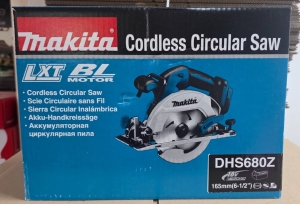 makita Cordless Circular Saw
LXT BL
MOTOR
• Cordless Circular Saw
• Scie Circulaire sans Fil
• Sierra Circular Inalámbrica
• Akku-Handkreissäge
• Аккумуляторная
циркулярная пила
makita
DHS680Z
18V
165mm(6-1/2")